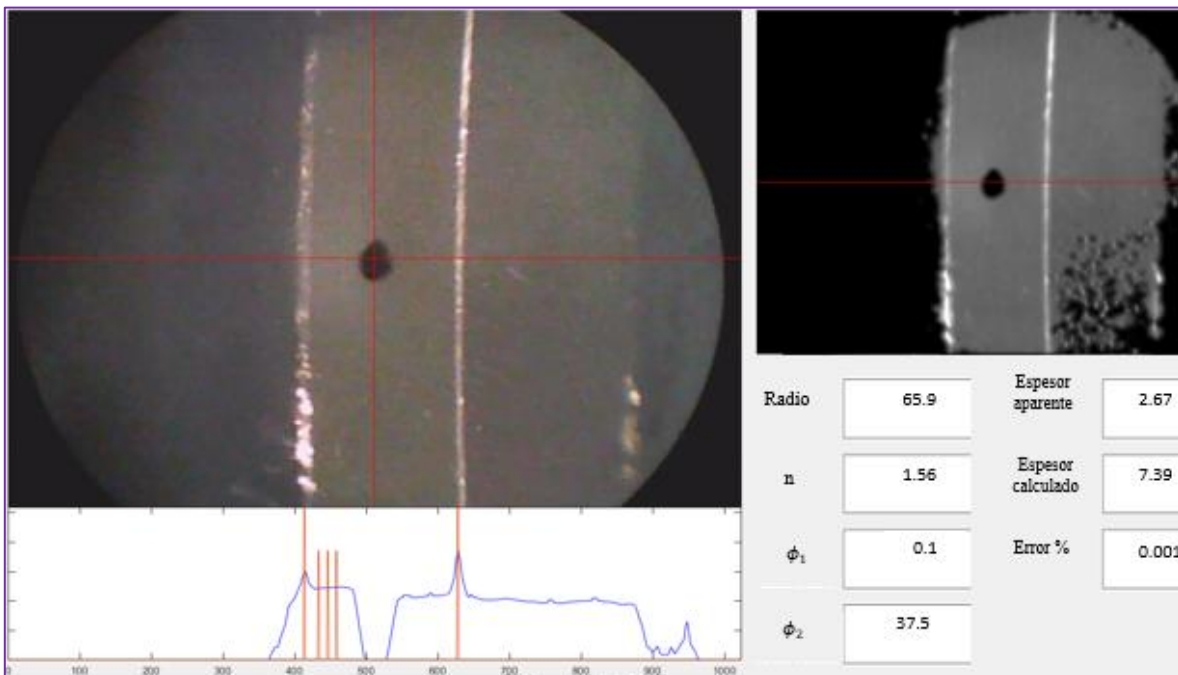 0 100 200 300 400 500 600 700 800 900 1000
Radio 65.9 Espesor aparente 2.67
n 1.56 Espesor calculado 7.39
ϕ1 0.1 Error % 0.001
ϕ2 37.5